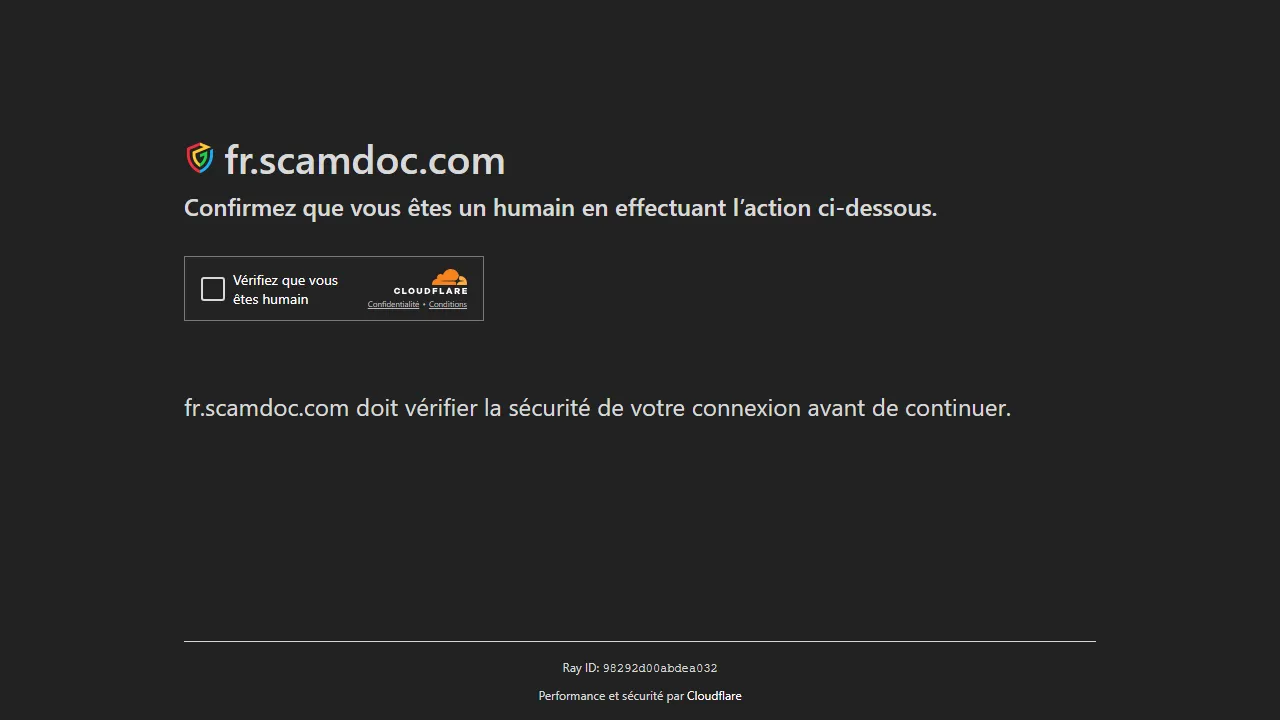 fr.scamdoc.com
Confirmez que vous êtes un humain en effectuant l’action ci-dessous.
Vérifiez que vous
êtes humain
CLOUDFLARE
Confidentialité • Conditions
fr.scamdoc.com doit vérifier la sécurité de votre connexion avant de continuer.
Ray ID: 98292d00abdea032
Performance et sécurité par Cloudflare